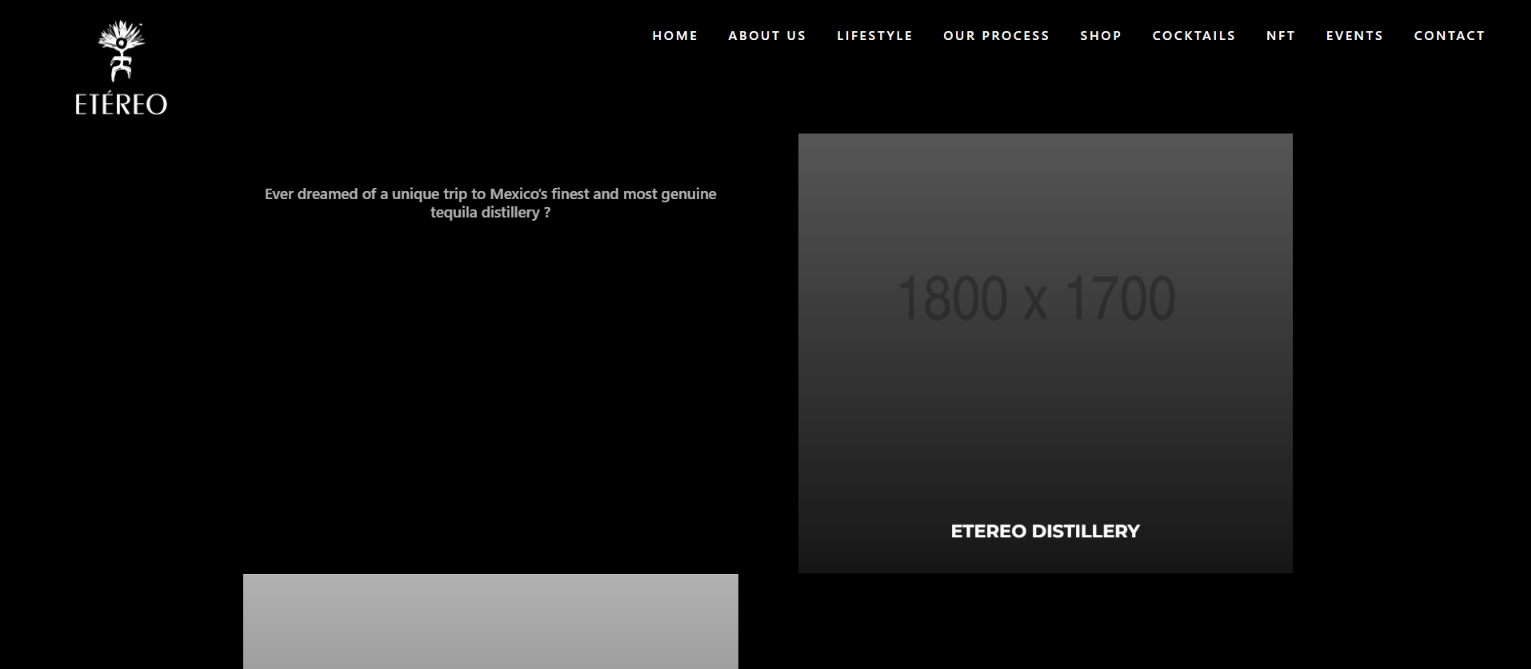 HOME ABOUT US LIFESTYLE OUR PROCESS SHOP COCKTAILS NFT EVENTS CONTACT
ETÉREO
Ever dreamed of a unique trip to Mexico's finest and most genuine
tequila distillery ?
1800 x 1700
ETEREO DISTILLERY